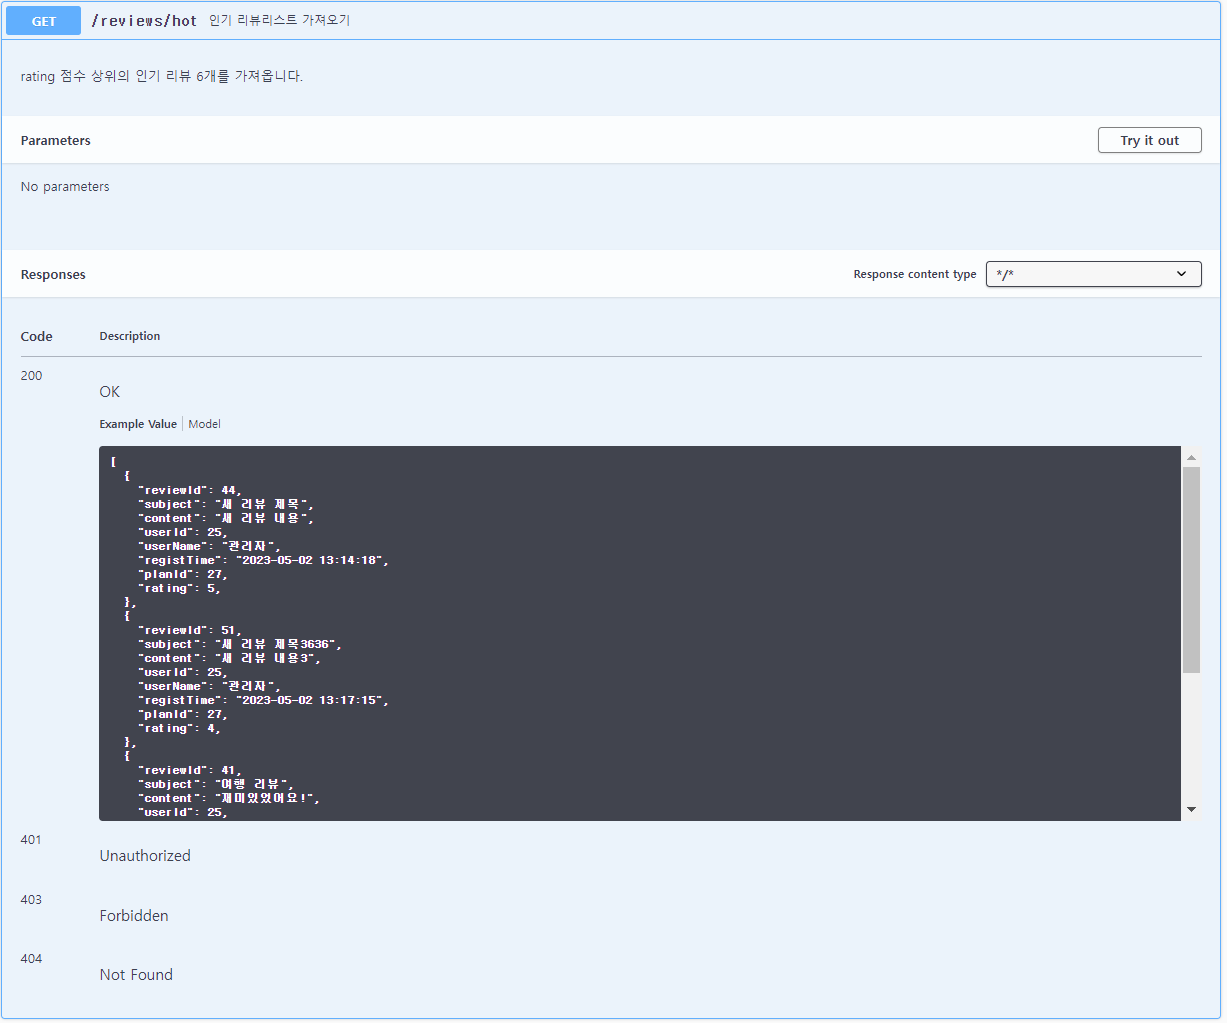 GET /reviews/hot 인기 리뷰리스트 가져오기
rating 점수 상위의 인기 리뷰 6개를 가져옵니다.
Parameters Try it out
No parameters
Responses Response content type */*
Code Description
200
OK
Example Value Model
[
{
"reviewId": 44,
"subject": "새 리뷰 제목",
"content": "새 리뷰 내용",
"userId": 25,
"userName": "관리자",
"registTime": "2023-05-02 13:14:18",
"planId": 27,
"rating": 5,
},
{
"reviewId": 51,
"subject": "새 리뷰 제목3636",
"content": "새 리뷰 내용3",
"userId": 25,
"userName": "관리자",
"registTime": "2023-05-02 13:17:15",
"planId": 27,
"rating": 4,
},
{
"reviewId": 41,
"subject": "여행 리뷰",
"content": "재미있었어요!",
"userId": 25,
401
Unauthorized
403
Forbidden
404
Not Found